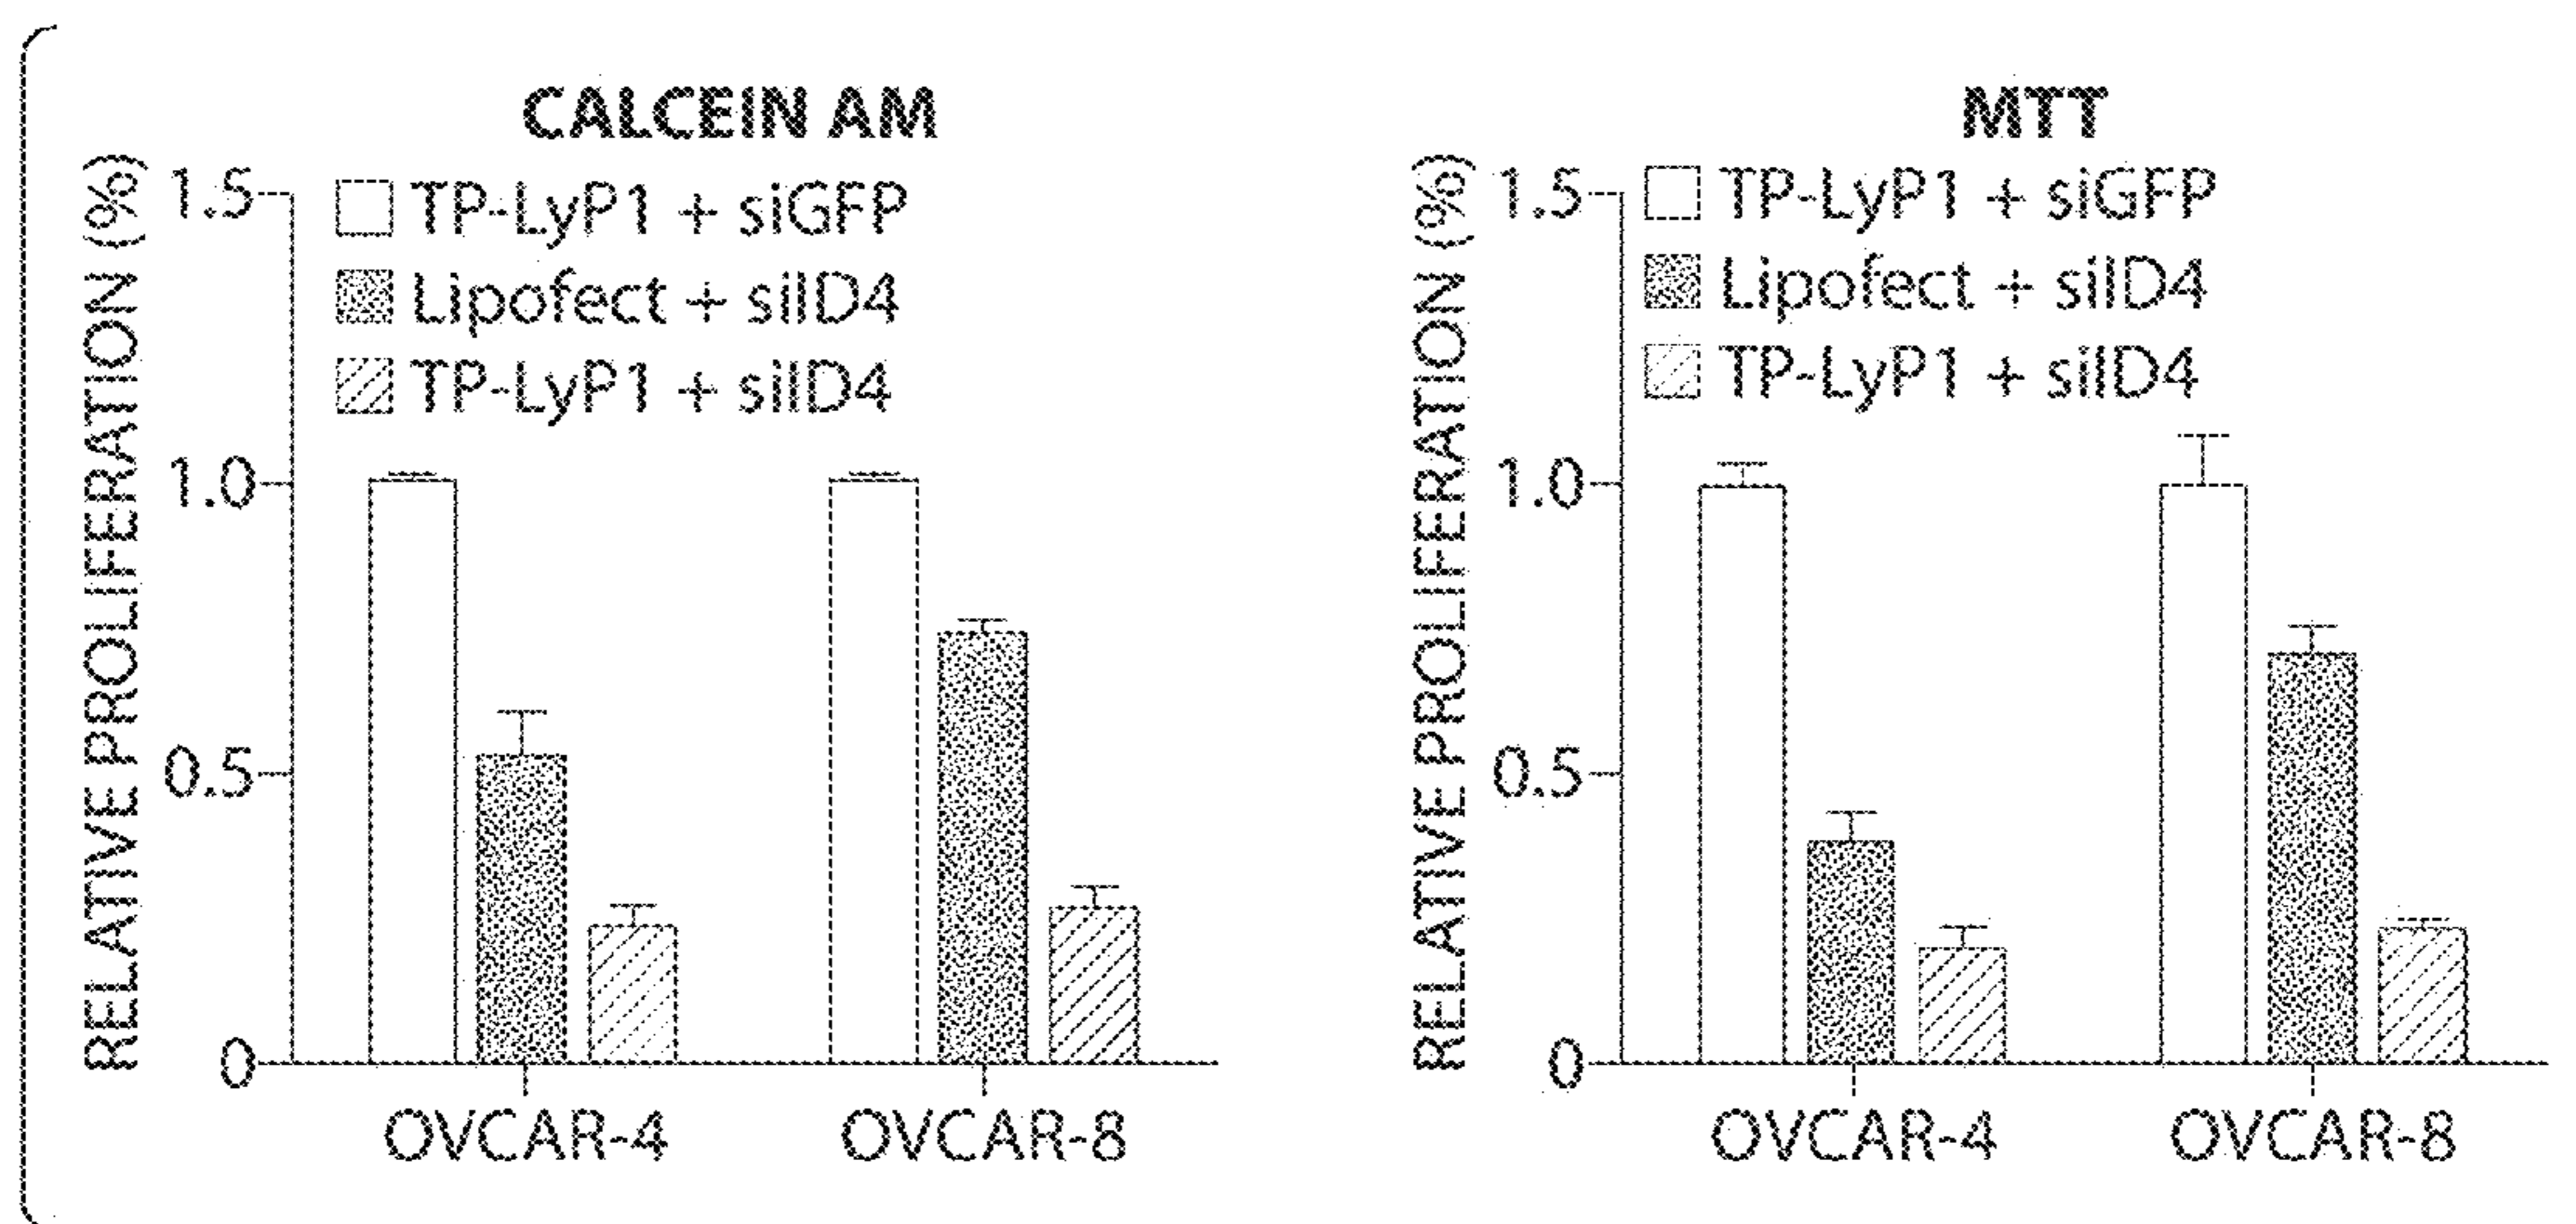 CALCEIN AM
RELATIVE PROLIFERATION (%)
1.5
1.0
0.5
0
TP-LyP1 + siGFP
Lipofect + siID4
TP-LyP1 + siID4
OVCAR-4
OVCAR-8
MTT
RELATIVE PROLIFERATION (%)
1.5
1.0
0.5
0
TP-LyP1 + siGFP
Lipofect + siID4
TP-LyP1 + siID4
OVCAR-4
OVCAR-8